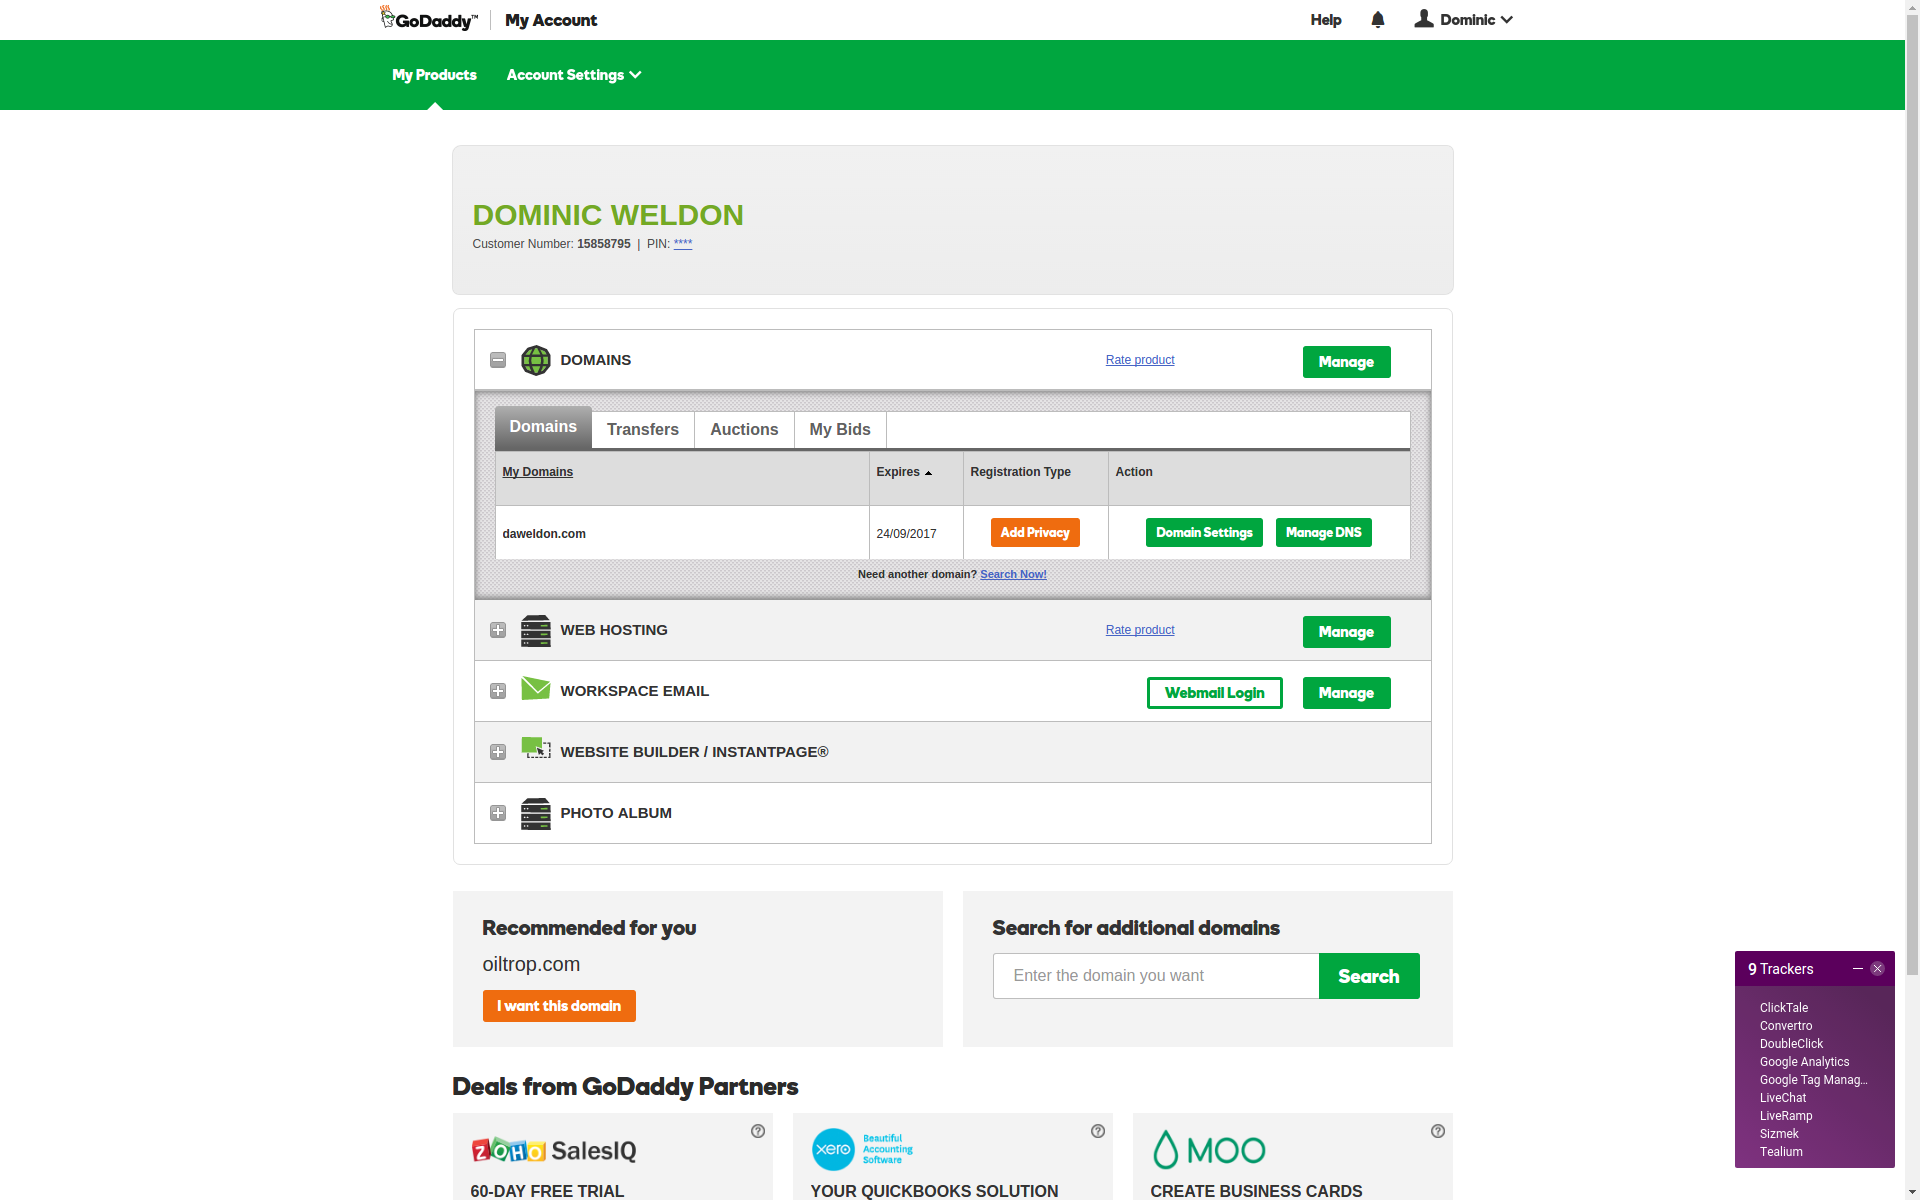 GoDaddy™ My Account Help Dominic
My Products Account Settings
DOMINIC WELDON
Customer Number: 15858795 | PIN: ****
DOMAINS Rate product Manage
Domains Transfers Auctions My Bids
My Domains Expires Registration Type Action
daweldon.com 24/09/2017 Add Privacy Domain Settings Manage DNS
Need another domain? Search Now!
WEB HOSTING Rate product Manage
WORKSPACE EMAIL Webmail Login Manage
WEBSITE BUILDER / INSTANTPAGE®
PHOTO ALBUM
Recommended for you
oiltrop.com
I want this domain
Search for additional domains
Enter the domain you want Search
Deals from GoDaddy Partners
ZOHO SalesIQ
60-DAY FREE TRIAL
xero
Beautiful
Accounting
Software
YOUR QUICKBOOKS SOLUTION
MOO
CREATE BUSINESS CARDS
9 Trackers
ClickTale
Convertro
DoubleClick
Google Analytics
Google Tag Manag...
LiveChat
LiveRamp
Sizmek
Tealium